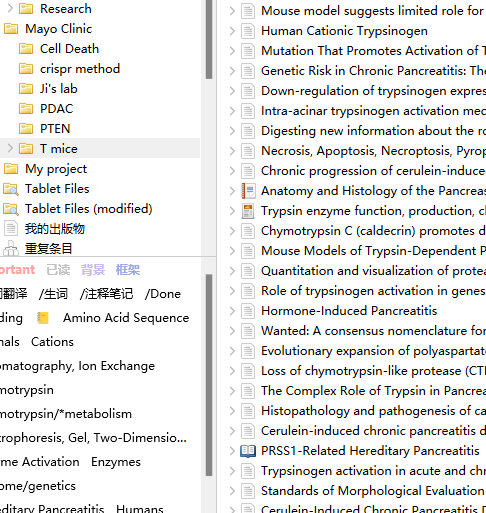 Research
Mayo Clinic
Cell Death
crispr method
Ji's lab
PDAC
PTEN
T mice
My project
Tablet Files
Tablet Files (modified)
我的出版物
重复条目
ortant 已读 背景 框架
翻译 /生词 /注释笔记 /Done
ding Amino Acid Sequence
nals Cations
omatography, Ion Exchange
motrypsin
motrypsin/*metabolism
trophoresis, Gel, Two-Dimensio...
yme Activation Enzymes
ome/genetics
editary Pancreatitis Humans
Mouse model suggests limited role for
Human Cationic Trypsinogen
Mutation That Promotes Activation of T
Genetic Risk in Chronic Pancreatitis: The
Down-regulation of trypsinogen expres
Intra-acinar trypsinogen activation med
Digesting new information about the ro
Necrosis, Apoptosis, Necroptosis, Pyrop
Chronic progression of cerulein-induced
Anatomy and Histology of the Pancreas
Trypsin enzyme function, production, cl
Chymotrypsin C (caldecrin) promotes d
Mouse Models of Trypsin-Dependent P
Quantitation and visualization of protea
Role of trypsinogen activation in genes
Hormone-Induced Pancreatitis
Wanted: A consensus nomenclature for
Evolutionary expansion of polyaspartate
Loss of chymotrypsin-like protease (CTI
The Complex Role of Trypsin in Pancrea
Histopathology and pathogenesis of ca
Cerulein-induced chronic pancreatitis d
PRSS1-Related Hereditary Pancreatitis
Trypsinogen activation in acute and chr
Standards of Morphological Evaluation
Cerulein-Induced Chronic Pancreatitis D